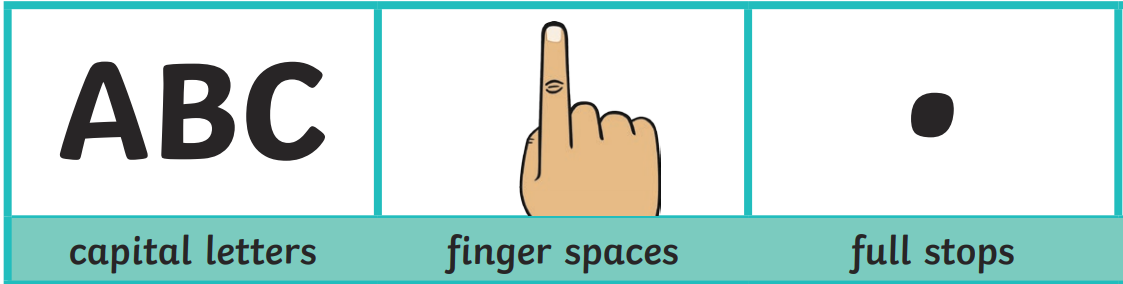 ABC
.
capital letters
finger spaces
full stops